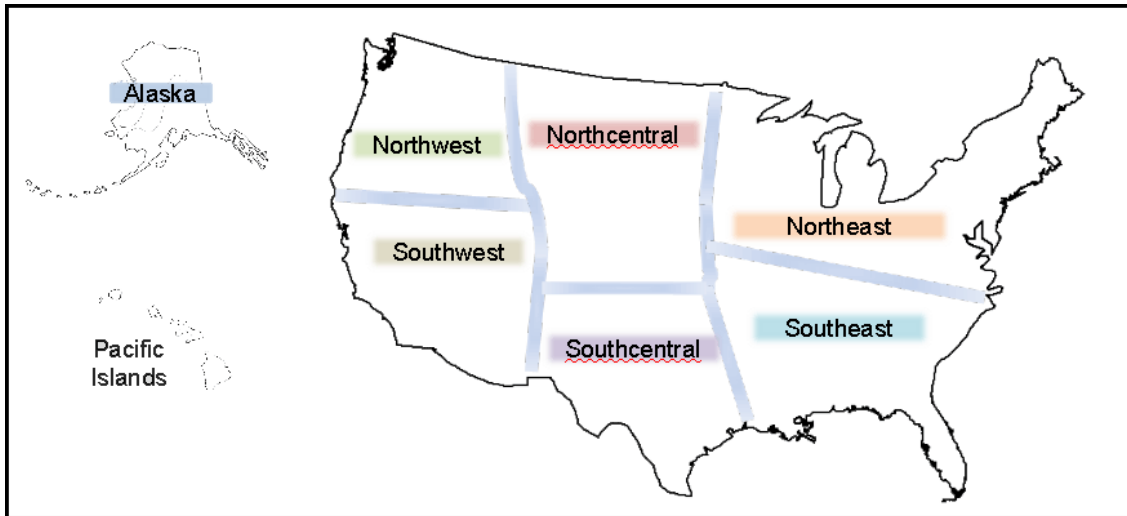 Alaska
Northwest
Northcentral
Northeast
Southwest
Southcentral
Southeast
Pacific
Islands